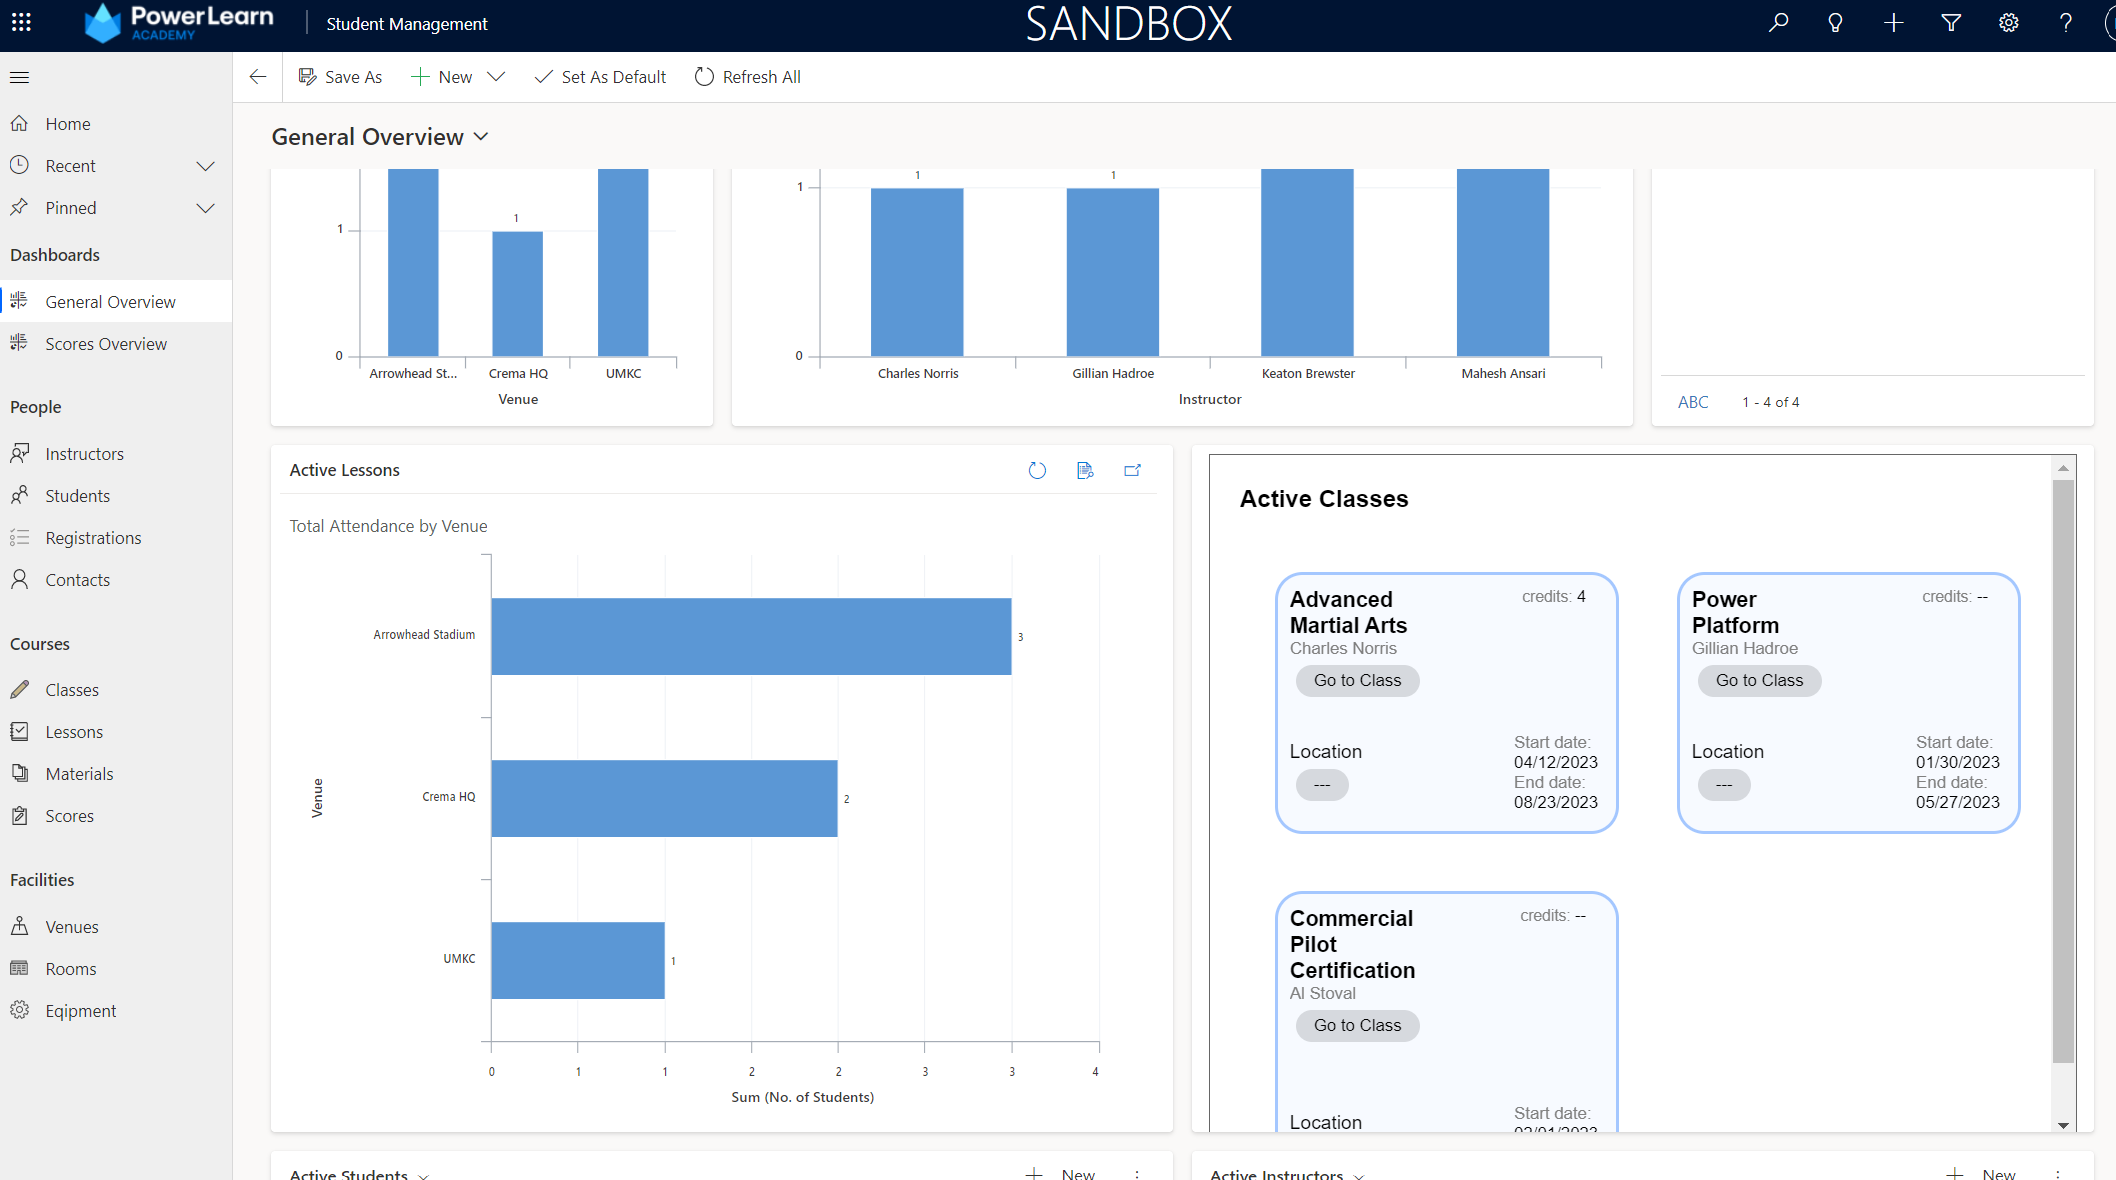 PowerLearn
ACADEMY
Student Management
SANDBOX
Save As
New
Set As Default
Refresh All
Home
Recent
Pinned
Dashboards
General Overview
Scores Overview
People
Instructors
Students
Registrations
Contacts
Courses
Classes
Lessons
Materials
Scores
Facilities
Venues
Rooms
Eqipment
General Overview
1
1
0
Arrowhead St...
Crema HQ
UMKC
Venue
1
1
1
0
Charles Norris
Gillian Hadroe
Keaton Brewster
Mahesh Ansari
Instructor
ABC
1 - 4 of 4
Active Lessons
Total Attendance by Venue
Venue
Arrowhead Stadium
3
Crema HQ
2
UMKC
1
0 1 1 2 2 3 3 4
Sum (No. of Students)
Active Classes
Advanced
Martial Arts
credits: 4
Charles Norris
Go to Class
Location
---
Start date:
04/12/2023
End date:
08/23/2023
Power
Platform
credits: --
Gillian Hadroe
Go to Class
Location
---
Start date:
01/30/2023
End date:
05/27/2023
Commercial
Pilot
Certification
credits: --
Al Stoval
Go to Class
Location
Start date:
Active Students
New
Active Instructors
New